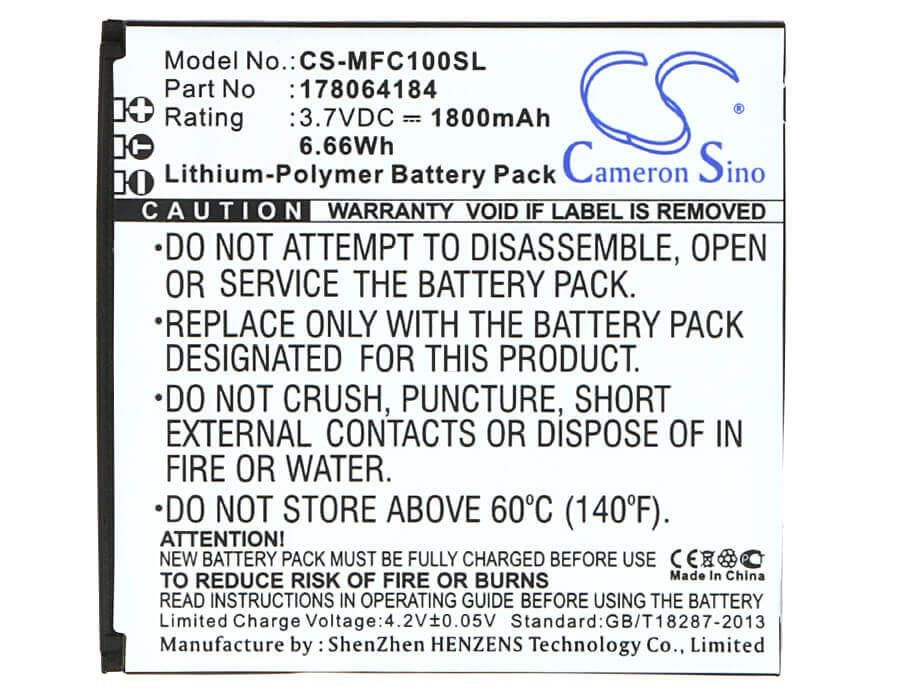 Model No.: CS-MFC100SL
Part No :178064184
Rating :3.7VDC ⎓ 1800mAh
6.66Wh
Lithium-Polymer Battery Pack
CS ®
Cameron Sino
+
−
CAUTION WARRANTY VOID IF LABEL IS REMOVED
•DO NOT ATTEMPT TO DISASSEMBLE, OPEN
OR SERVICE THE BATTERY PACK.
•REPLACE ONLY WITH THE BATTERY PACK
DESIGNATED FOR THIS PRODUCT.
•DO NOT CRUSH, PUNCTURE, SHORT
EXTERNAL CONTACTS OR DISPOSE OF IN
FIRE OR WATER.
•DO NOT STORE ABOVE 60°C (140°F).
ATTENTION!
NEW BATTERY PACK MUST BE FULLY CHARGED BEFORE USE
TO REDUCE RISK OF FIRE OR BURNS
CE
Made In China
READ INSTRUCTIONS IN OPERATING GUIDE BEFORE USING THE BATTERY
Limited Charge Voltage:4.2V±0.05V Standard:GB/T18287-2013
Manufacturer: ShenZhen HENZENS Technology Co., Limited